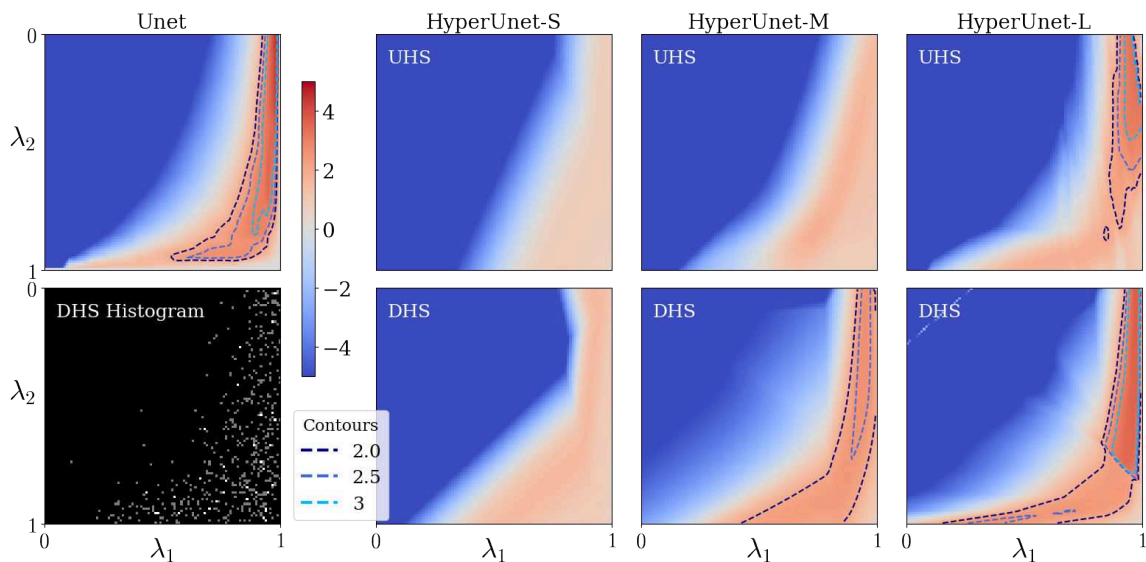 Unet
HyperUnet-S
HyperUnet-M
HyperUnet-L
0
λ2
1
4
2
0
−2
−4
UHS
UHS
UHS
0
λ2
1
DHS Histogram
DHS
DHS
DHS
Contours
2.0
2.5
3
0
λ1
1
0
λ1
1
0
λ1
1
0
λ1
1